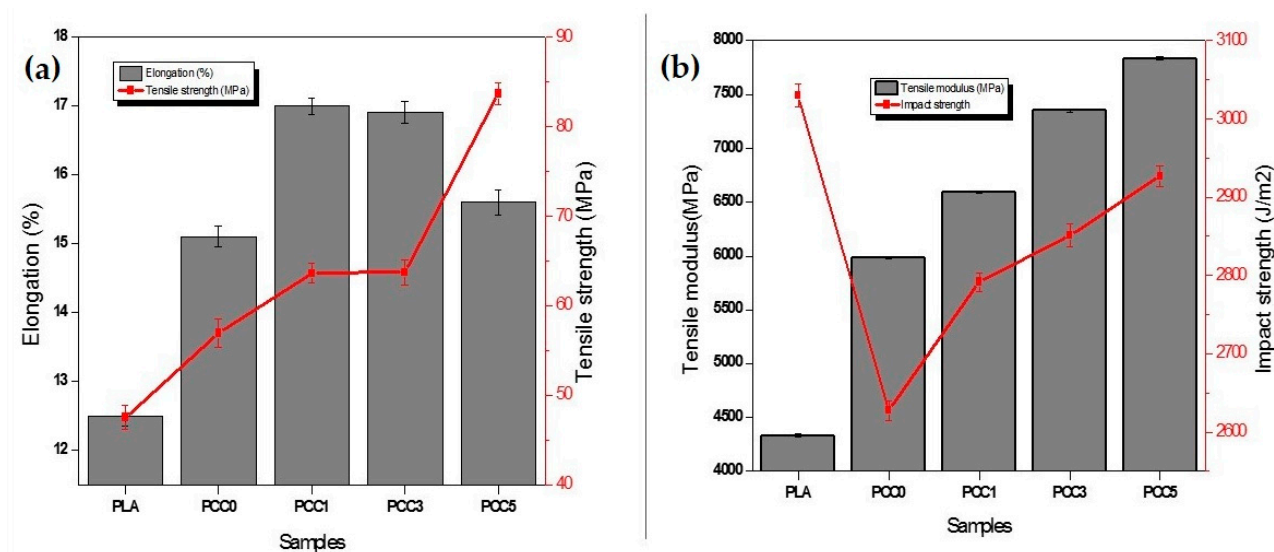 (a)
Elongation (%)
Tensile strength (MPa)
18
17
16
15
14
13
12
Elongation (%)
90
80
70
60
50
40
Tensile strength (MPa)
PLA
PCC0
PCC1
PCC3
PCC5
Samples
(b)
Tensile modulus (MPa)
Impact strength
8000
7500
7000
6500
6000
5500
5000
4500
4000
Tensile modulus(MPa)
3100
3000
2900
2800
2700
2600
Impact strength (J/m2)
PLA
PCC0
PCC1
PCC3
PCC5
Samples